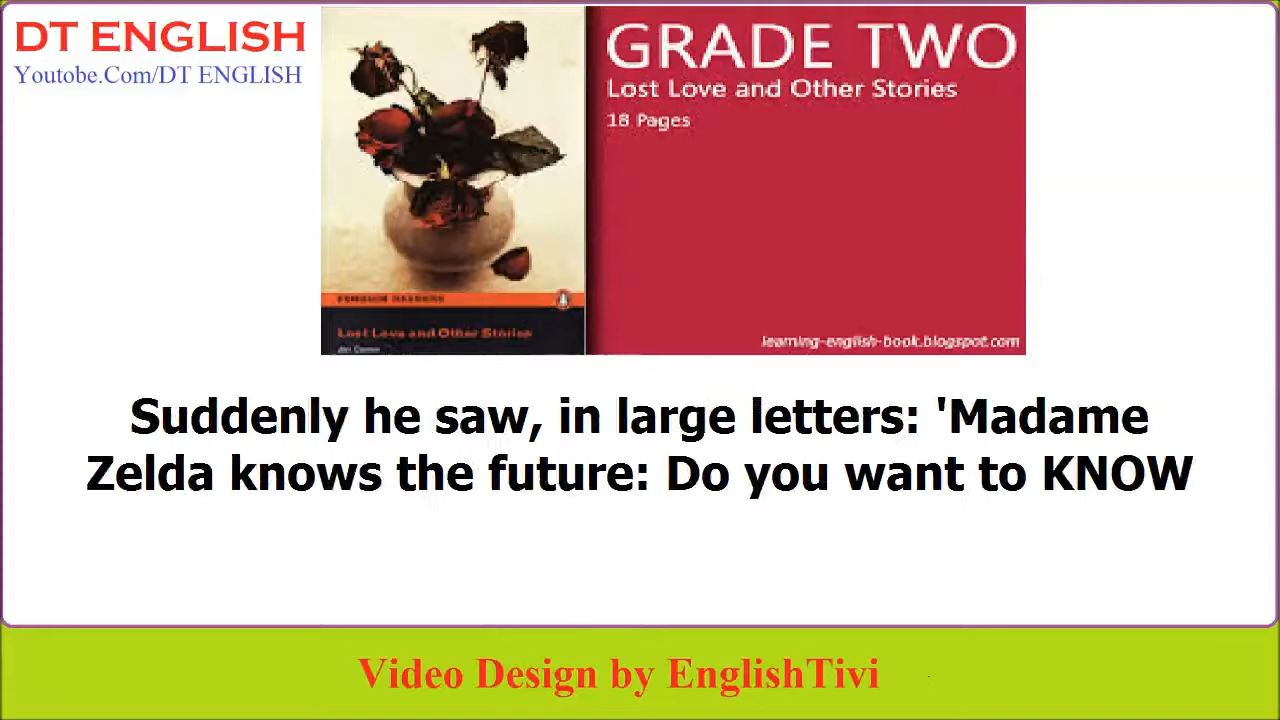 DT ENGLISH
Youtobe.Com/DT ENGLISH
GRADE TWO
Lost Love and Other Stories
18 Pages
PENGUIN READERS
Lost Love and Other Stories
learning-english-book.blogspot.com
Suddenly he saw, in large letters: 'Madame
Zelda knows the future: Do you want to KNOW
Video Design by EnglishTivi